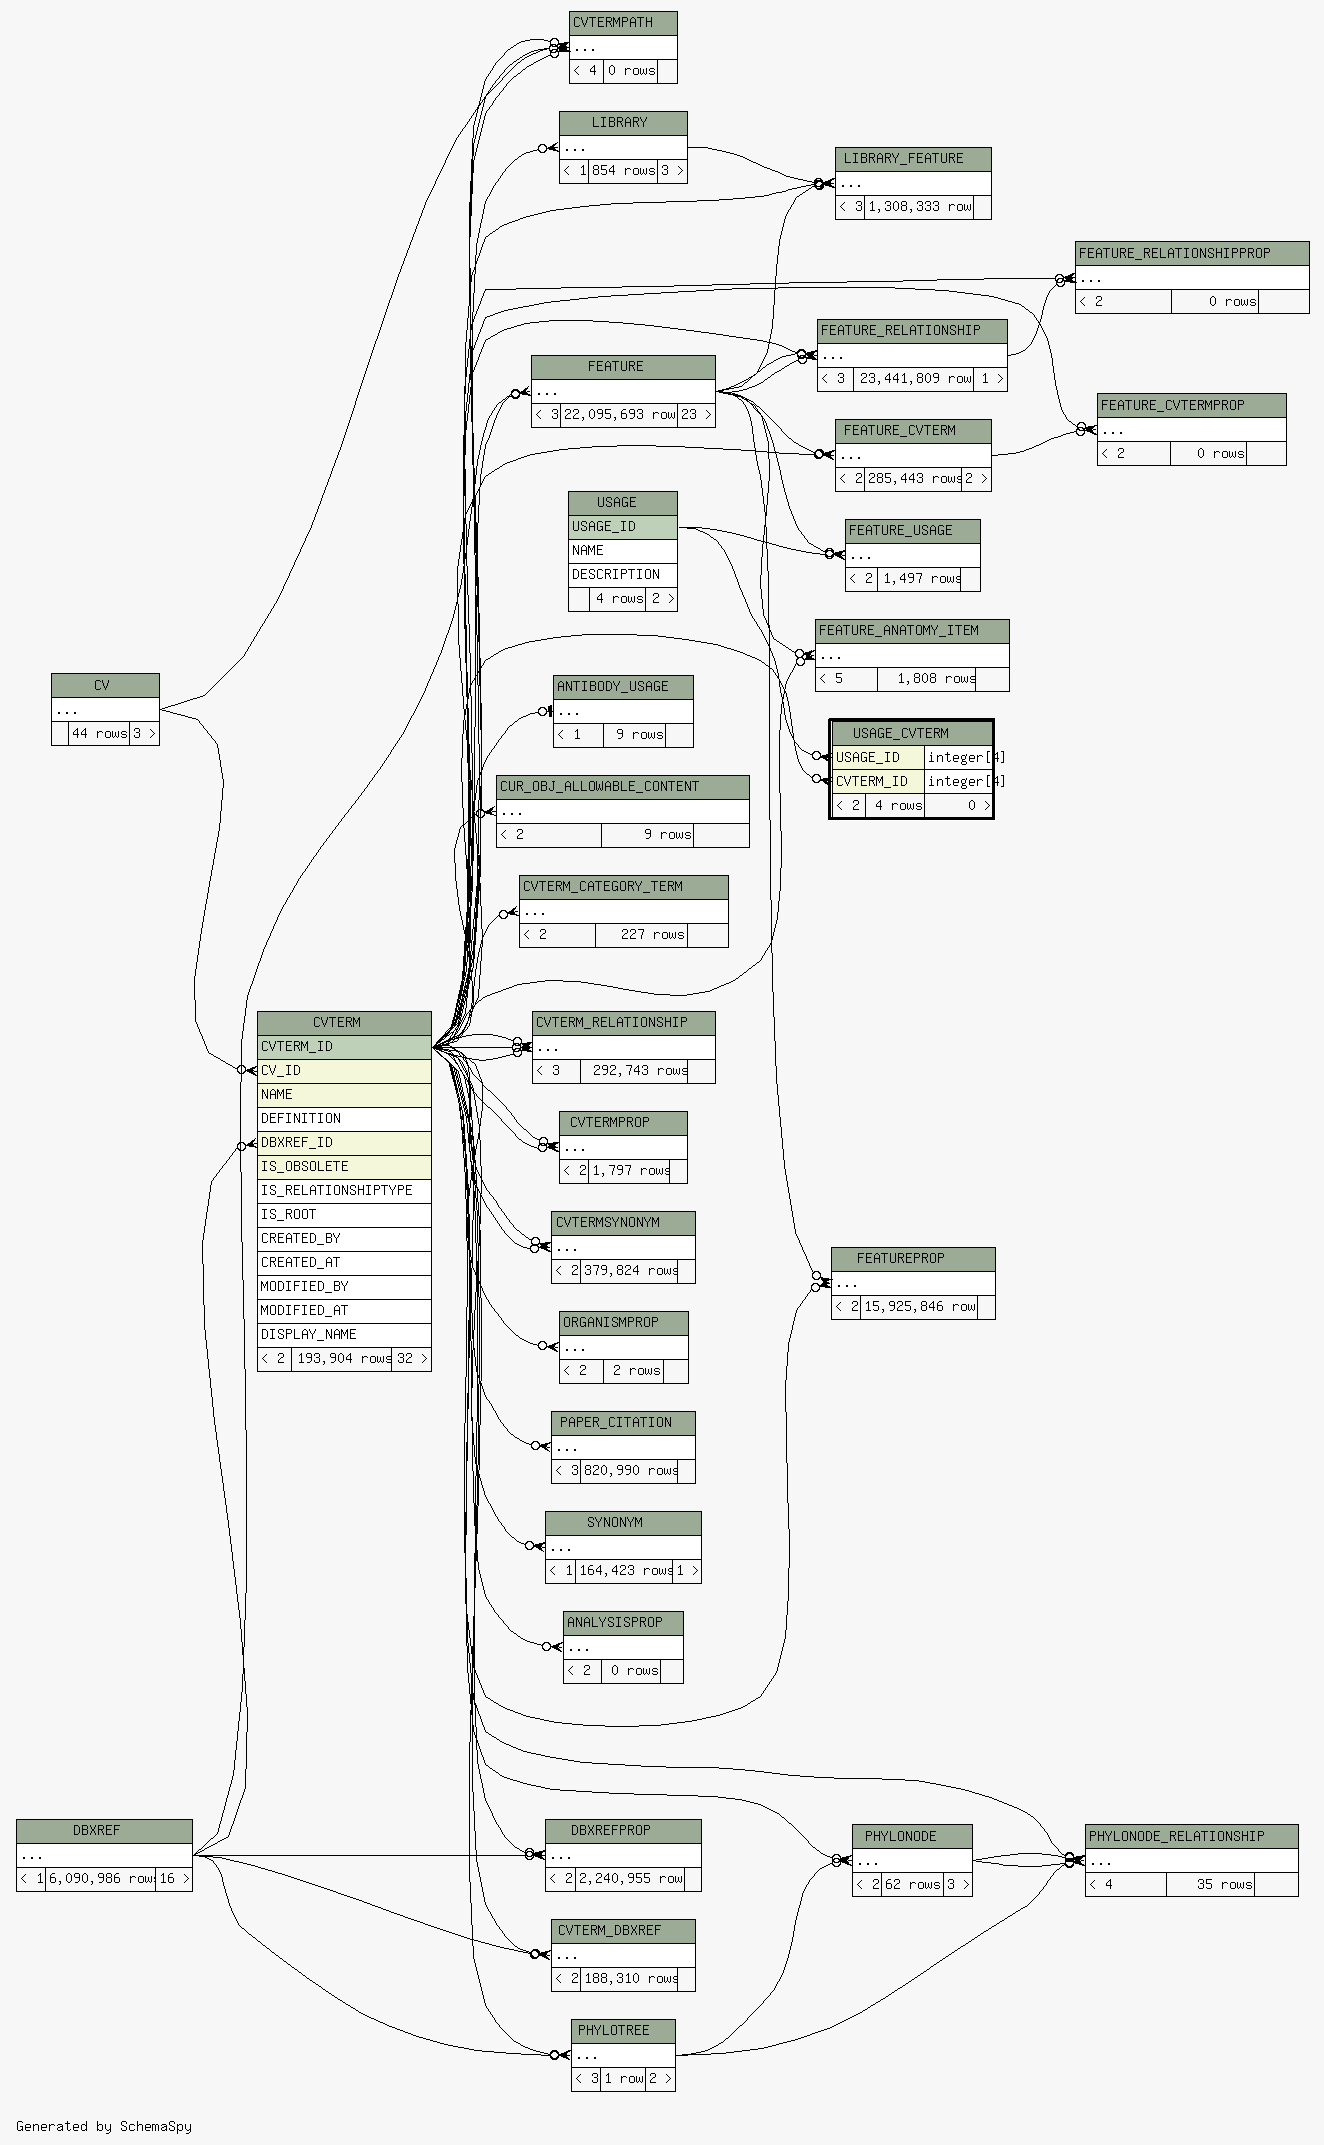 CVTERMPATH
...
< 4 0 rows
LIBRARY
...
< 1 854 rows 3 >
LIBRARY_FEATURE
...
< 3 1,308,333 row
FEATURE_RELATIONSHIPPROP
...
< 2 0 rows
FEATURE_RELATIONSHIP
...
< 3 23,441,809 row 1 >
FEATURE
...
< 3 22,095,693 row 23 >
FEATURE_CVTERMPROP
...
< 2 0 rows
FEATURE_CVTERM
...
< 2 285,443 rows 2 >
USAGE
USAGE_ID
NAME
DESCRIPTION
4 rows 2 >
FEATURE_USAGE
...
< 2 1,497 rows
FEATURE_ANATOMY_ITEM
...
< 5 1,808 rows
CV
...
44 rows 3 >
ANTIBODY_USAGE
...
< 1 9 rows
USAGE_CVTERM
USAGE_ID integer[4]
CVTERM_ID integer[4]
< 2 4 rows 0 >
CUR_OBJ_ALLOWABLE_CONTENT
...
< 2 9 rows
CVTERM_CATEGORY_TERM
...
< 2 227 rows
CVTERM
CVTERM_ID
CV_ID
NAME
DEFINITION
DBXREF_ID
IS_OBSOLETE
IS_RELATIONSHIPTYPE
IS_ROOT
CREATED_BY
CREATED_AT
MODIFIED_BY
MODIFIED_AT
DISPLAY_NAME
< 2 193,904 rows 32 >
CVTERM_RELATIONSHIP
...
< 3 292,743 rows
CVTERMPROP
...
< 2 1,797 rows
CVTERMSYNONYM
...
< 2 379,824 rows
FEATUREPROP
...
< 2 15,925,846 row
ORGANISMPROP
...
< 2 2 rows
PAPER_CITATION
...
< 3 820,990 rows
SYNONYM
...
< 1 164,423 rows 1 >
ANALYSISPROP
...
< 2 0 rows
DBXREF
...
< 1 6,090,986 row 16 >
DBXREFPROP
...
< 2 2,240,955 row
PHYLONODE
...
< 2 62 rows 3 >
PHYLONODE_RELATIONSHIP
...
< 4 35 rows
CVTERM_DBXREF
...
< 2 188,310 rows
PHYLOTREE
...
< 3 1 row 2 >
Generated by SchemaSpy